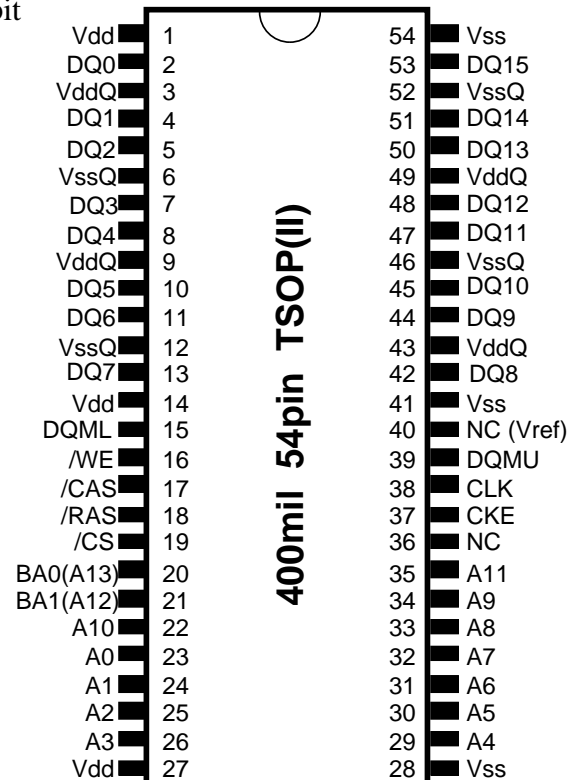 bit
Vdd 1 54 Vss
DQ0 2 53 DQ15
VddQ 3 52 VssQ
DQ1 4 51 DQ14
DQ2 5 50 DQ13
VssQ 6 49 VddQ
DQ3 7 48 DQ12
DQ4 8 47 DQ11
VddQ 9 46 VssQ
DQ5 10 45 DQ10
DQ6 11 44 DQ9
VssQ 12 43 VddQ
DQ7 13 42 DQ8
Vdd 14 41 Vss
DQML 15 40 NC (Vref)
/WE 16 39 DQMU
/CAS 17 38 CLK
/RAS 18 37 CKE
/CS 19 36 NC
BA0(A13) 20 35 A11
BA1(A12) 21 34 A9
A10 22 33 A8
A0 23 32 A7
A1 24 31 A6
A2 25 30 A5
A3 26 29 A4
Vdd 27 28 Vss
400mil 54pin TSOP(II)